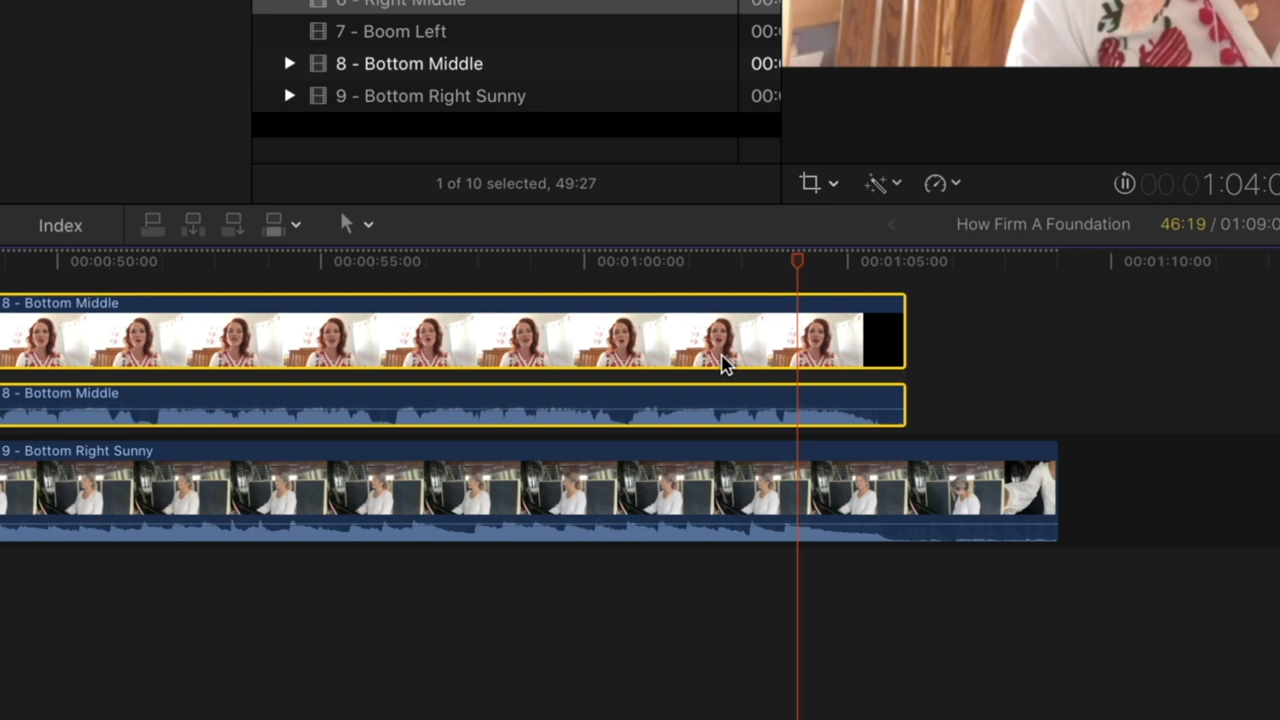 6 - Right Middle
7 - Boom Left 00:
8 - Bottom Middle 00:
9 - Bottom Right Sunny 00:
1 of 10 selected, 49:27
00:01:04:0
Index
How Firm A Foundation 46:19 / 01:09:0
00:00:50:00 00:00:55:00 00:01:00:00 00:01:05:00 00:01:10:00
8 - Bottom Middle
8 - Bottom Middle
9 - Bottom Right Sunny